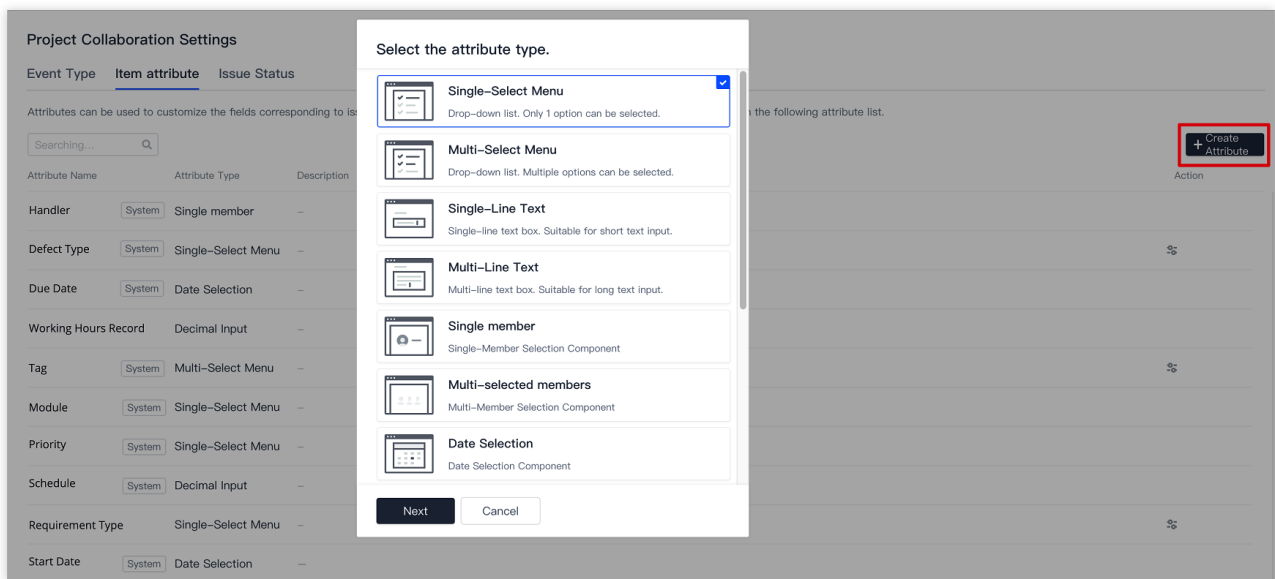 Project Collaboration Settings
Event Type Item attribute Issue Status
Attributes can be used to customize the fields corresponding to is
n the following attribute list.
Searching...
+ Create Attribute
Attribute Name Attribute Type Description Action
Handler System Single member –
Defect Type System Single-Select Menu –
Due Date System Date Selection –
Working Hours Record Decimal Input –
Tag System Multi-Select Menu –
Module System Single-Select Menu –
Priority System Single-Select Menu –
Schedule System Decimal Input –
Requirement Type Single-Select Menu –
Start Date System Date Selection –
Select the attribute type.
Single-Select Menu
Drop-down list. Only 1 option can be selected.
Multi-Select Menu
Drop-down list. Multiple options can be selected.
Single-Line Text
Single-line text box. Suitable for short text input.
Multi-Line Text
Multi-line text box. Suitable for long text input.
Single member
Single-Member Selection Component
Multi-selected members
Multi-Member Selection Component
Date Selection
Date Selection Component
Next Cancel